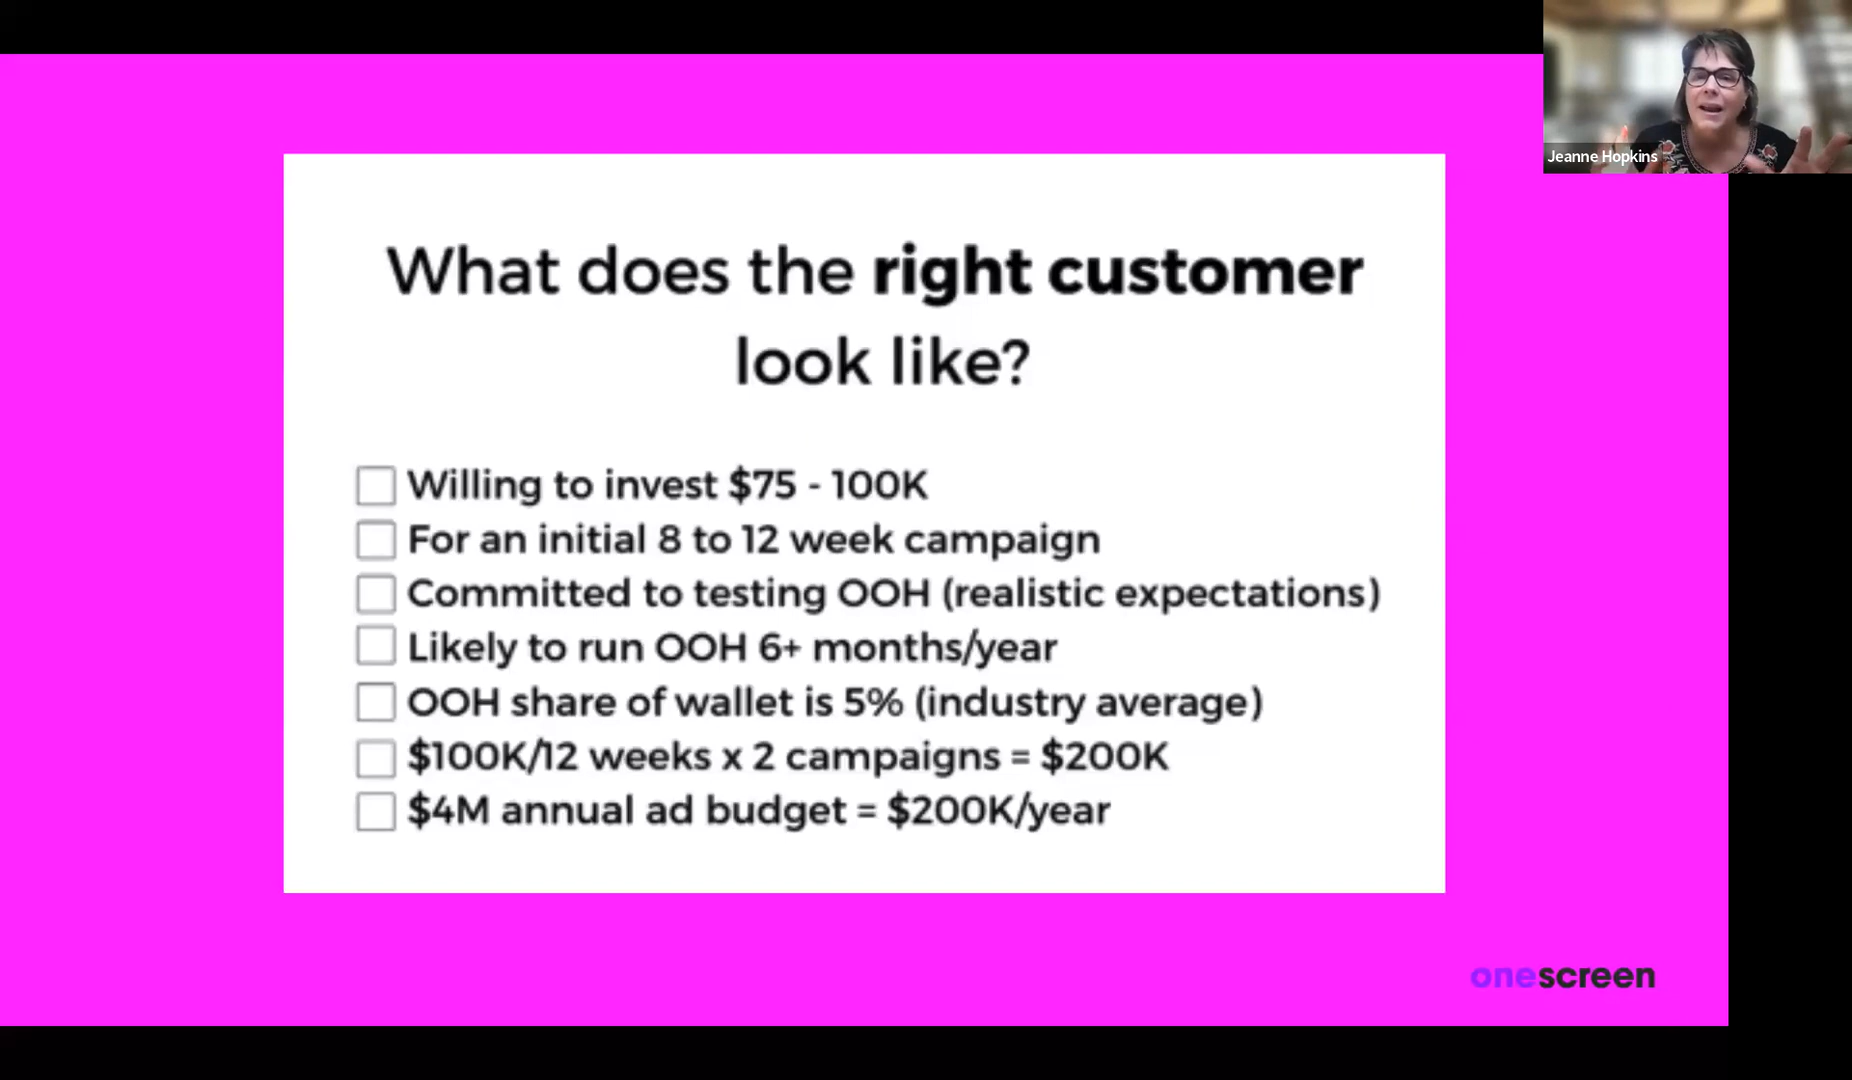 Jeanne Hopkins
What does the right customer
look like?
Willing to invest $75 - 100K
For an initial 8 to 12 week campaign
Committed to testing OOH (realistic expectations)
Likely to run OOH 6+ months/year
OOH share of wallet is 5% (industry average)
$100K/12 weeks x 2 campaigns = $200K
$4M annual ad budget = $200K/year
onescreen